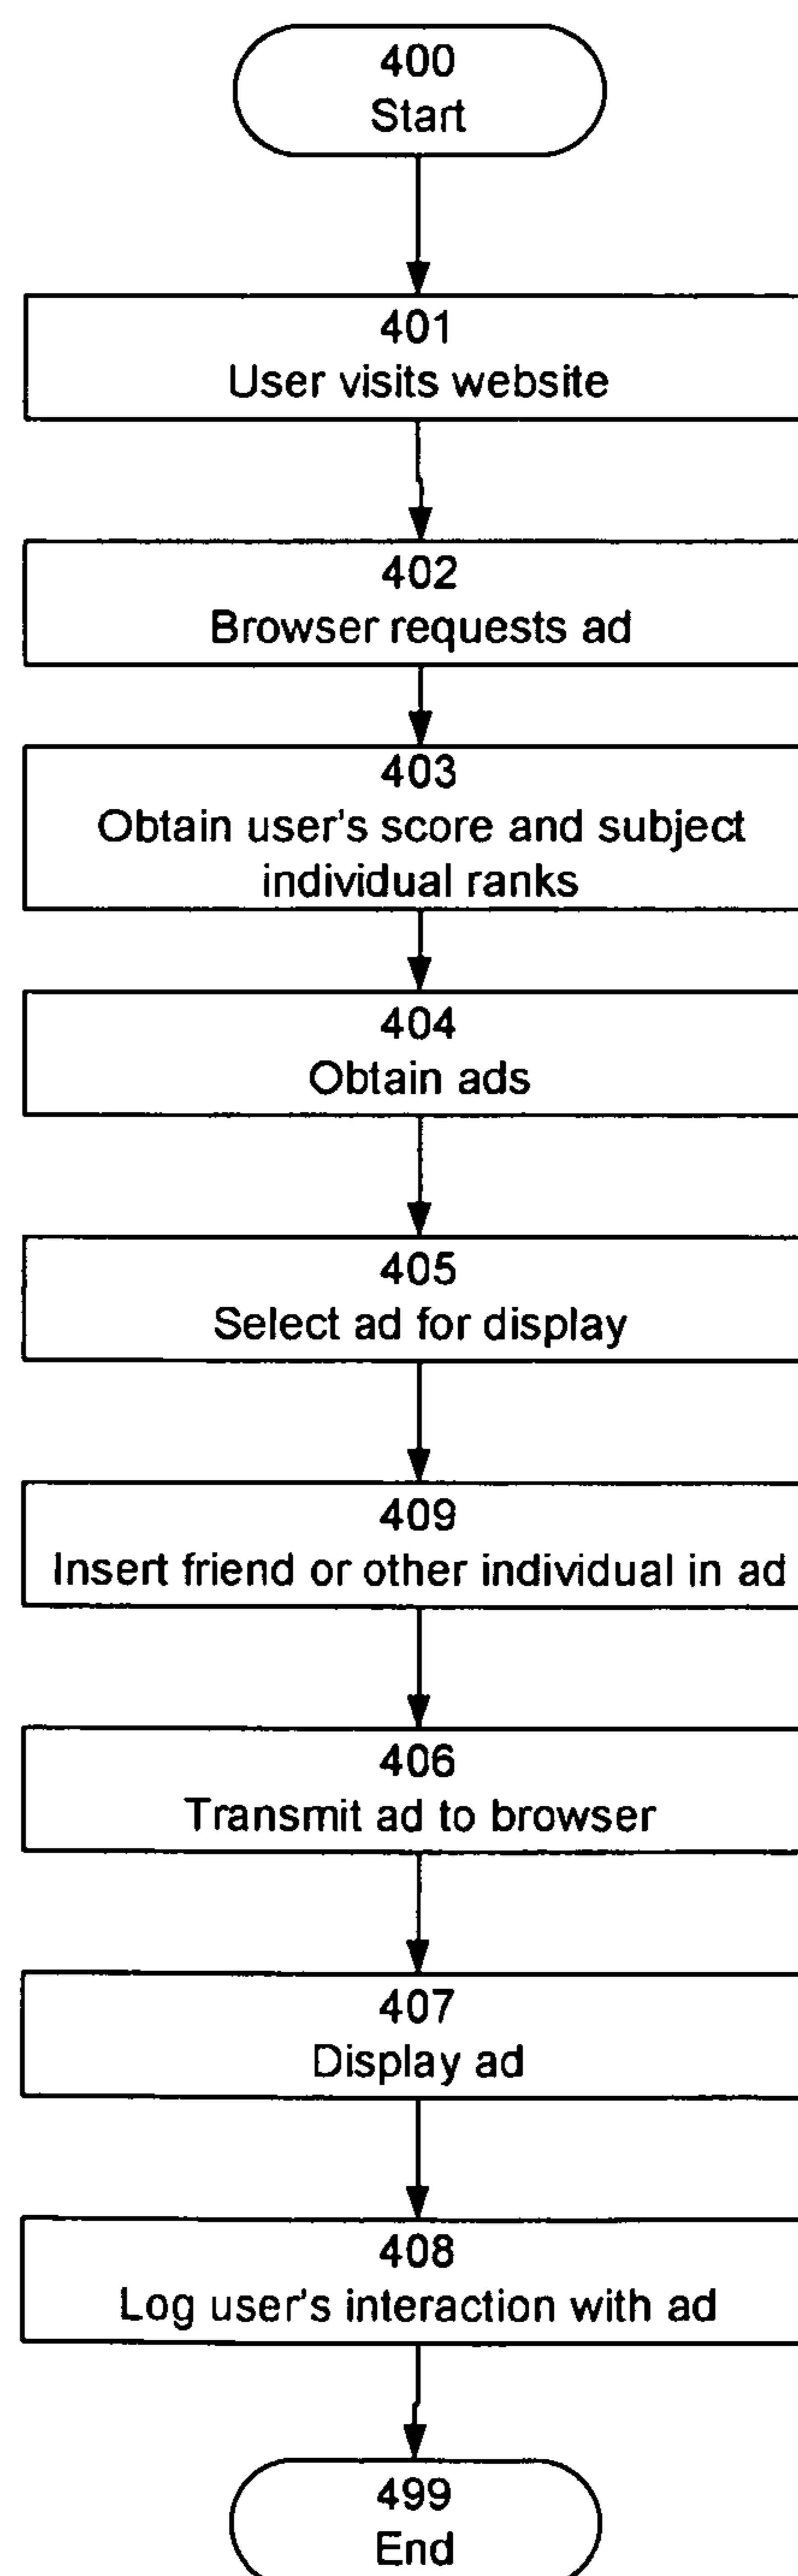 400
Start
401
User visits website
402
Browser requests ad
403
Obtain user's score and subject
individual ranks
404
Obtain ads
405
Select ad for display
409
Insert friend or other individual in ad
406
Transmit ad to browser
407
Display ad
408
Log user's interaction with ad
499
End